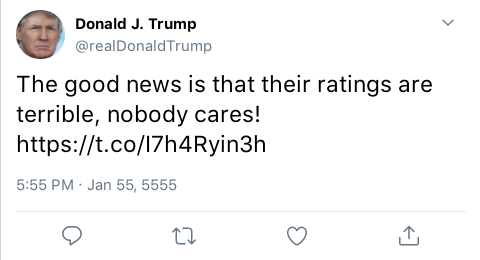 Donald J. Trump
@realDonaldTrump
The good news is that their ratings are
terrible, nobody cares!
https://t.co/I7h4Ryin3h
5:55 PM · Jan 55, 5555